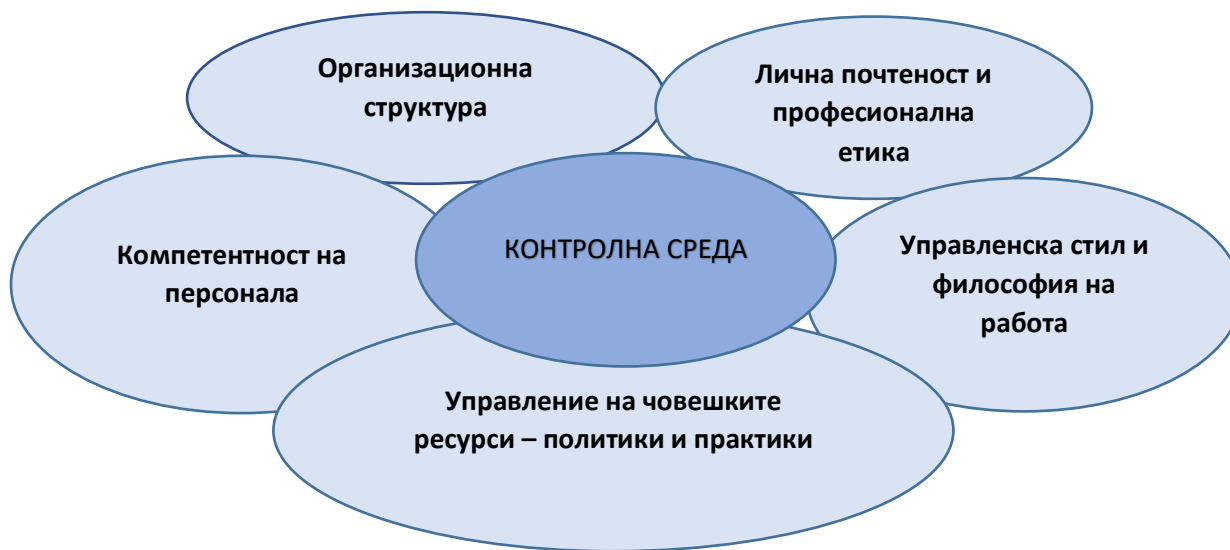 Организационна
структура
Лична почтеност и
професионална
етика
Компетентност на
персонала
КОНТРОЛНА СРЕДА
Управленска стил и
философия на
работа
Управление на човешките
ресурси – политики и практики